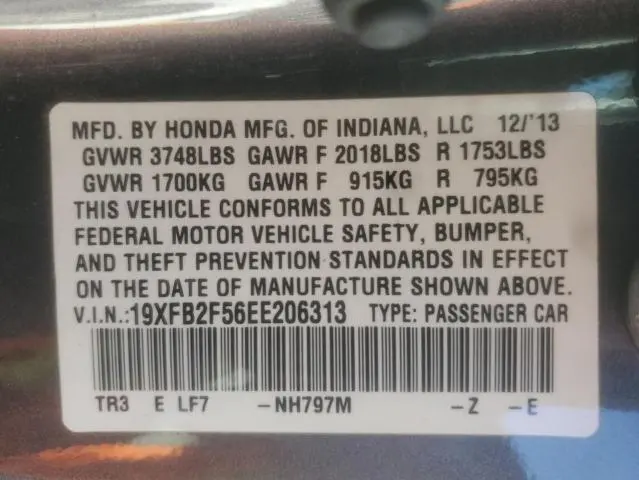 MFD. BY HONDA MFG. OF INDIANA, LLC 12/'13
GVWR 3748LBS GAWR F 2018LBS R 1753LBS
GVWR 1700KG GAWR F 915KG R 795KG
THIS VEHICLE CONFORMS TO ALL APPLICABLE
FEDERAL MOTOR VEHICLE SAFETY, BUMPER,
AND THEFT PREVENTION STANDARDS IN EFFECT
ON THE DATE OF MANUFACTURE SHOWN ABOVE.
V.I.N.:19XFB2F56EE206313 TYPE: PASSENGER CAR
TR3 E LF7 -NH797M -Z -E